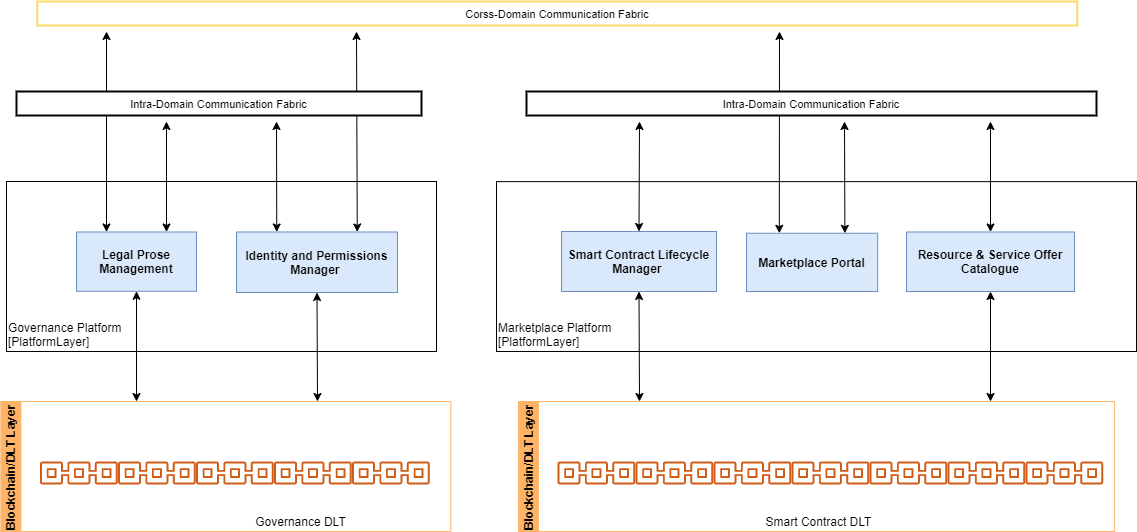 Corss-Domain Communication Fabric
Intra-Domain Communication Fabric
Intra-Domain Communication Fabric
Legal Prose
Management
Identity and Permissions
Manager
Governance Platform
[PlatformLayer]
Smart Contract Lifecycle
Manager
Marketplace Portal
Resource & Service Offer
Catalogue
Marketplace Platform
[PlatformLayer]
Blockchain/DLT Layer
Governance DLT
Blockchain/DLT Layer
Smart Contract DLT